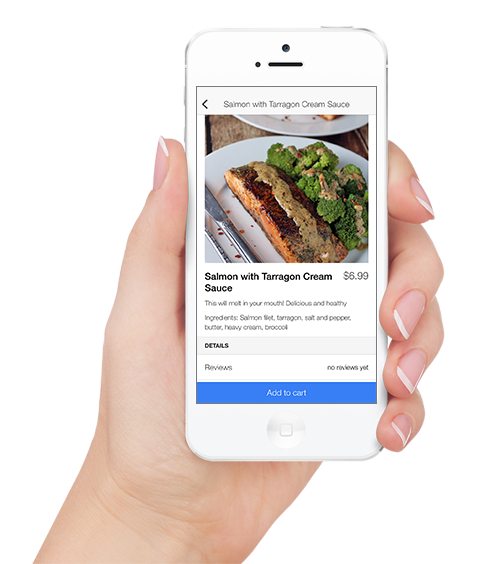 Salmon with Tarragon Cream Sauce
Salmon with Tarragon Cream $6.99
Sauce
This will melt in your mouth! Delicious and healthy
Ingredients: Salmon filet, tarragon, salt and pepper,
butter, heavy cream, broccoli
DETAILS
Reviews no reviews yet
Add to cart